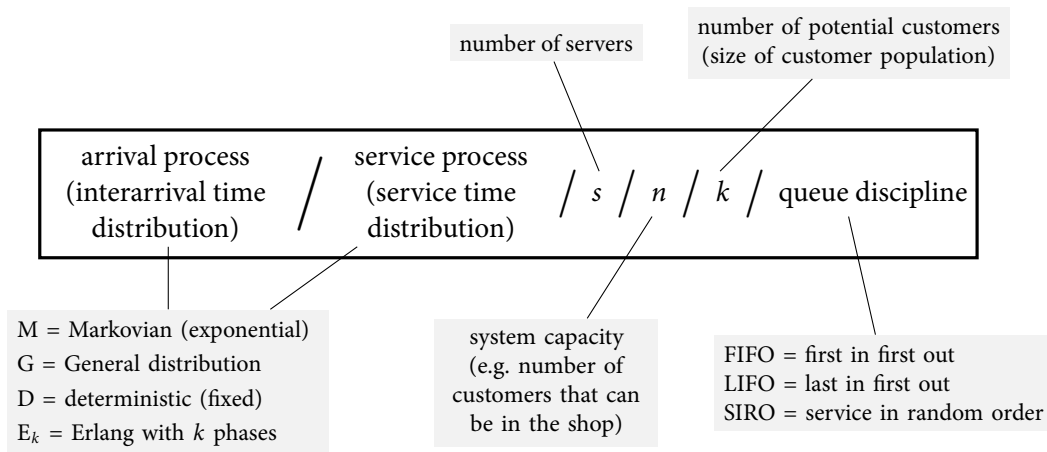 number of servers
number of potential customers
(size of customer population)
arrival process
(interarrival time
distribution)
/
service process
(service time
distribution)
/ s / n / k / queue discipline
M = Markovian (exponential)
G = General distribution
D = deterministic (fixed)
Eₖ = Erlang with k phases
system capacity
(e.g. number of
customers that can
be in the shop)
FIFO = first in first out
LIFO = last in first out
SIRO = service in random order